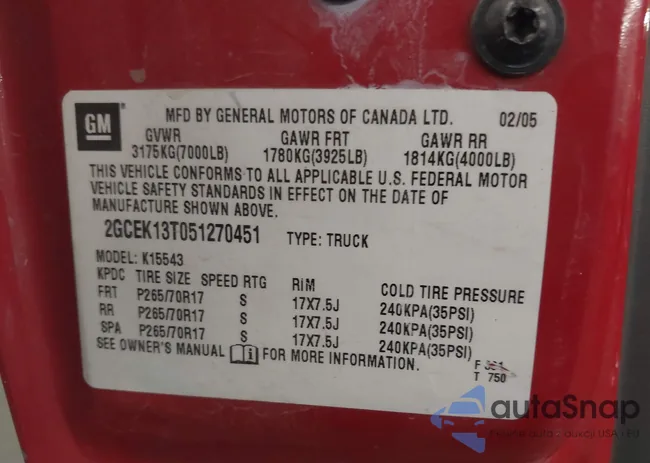 GM
MFD BY GENERAL MOTORS OF CANADA LTD. 02/05
GVWR GAWR FRT GAWR RR
3175KG(7000LB) 1780KG(3925LB) 1814KG(4000LB)
THIS VEHICLE CONFORMS TO ALL APPLICABLE U.S. FEDERAL MOTOR
VEHICLE SAFETY STANDARDS IN EFFECT ON THE DATE OF
MANUFACTURE SHOWN ABOVE.
2GCEK13T051270451 TYPE: TRUCK
MODEL: K15543
KPDC TIRE SIZE SPEED RTG RIM COLD TIRE PRESSURE
FRT P265/70R17 S 17X7.5J 240KPA(35PSI)
RR P265/70R17 S 17X7.5J 240KPA(35PSI)
SPA P265/70R17 S 17X7.5J 240KPA(35PSI)
SEE OWNER'S MANUAL FOR MORE INFORMATION.
F
T 750
autaSnap
aukcji USA i EU